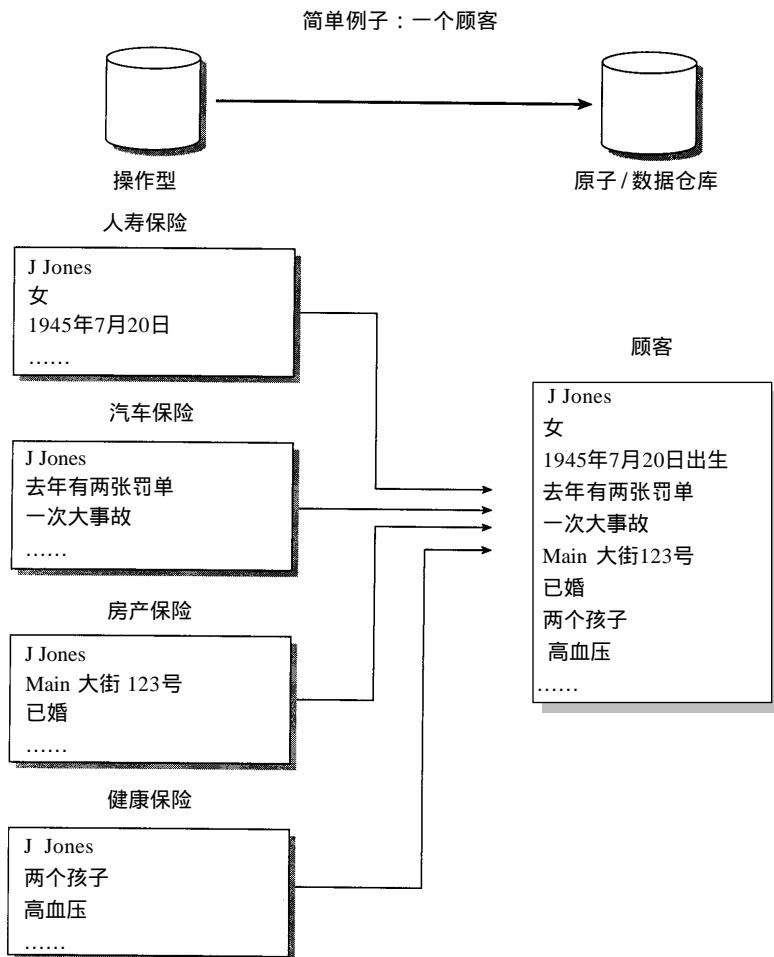 简单例子：一个顾客
操作型
原子/数据仓库
人寿保险
J Jones
女
1945年7月20日
……
汽车保险
J Jones
去年有两张罚单
一次大事故
……
房产保险
J Jones
Main 大街 123号
已婚
……
健康保险
J Jones
两个孩子
高血压
……
顾客
J Jones
女
1945年7月20日出生
去年有两张罚单
一次大事故
Main 大街123号
已婚
两个孩子
高血压
……